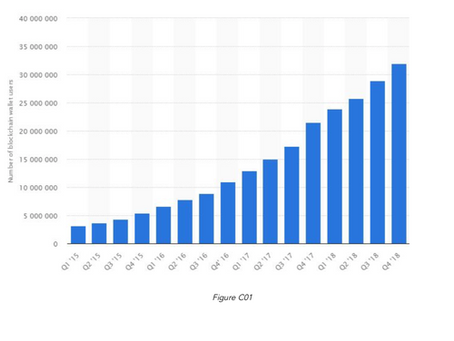 40 000 000
35 000 000
30 000 000
25 000 000
20 000 000
15 000 000
10 000 000
5 000 000
0
Number of blockchain wallet users
Q1 '15
Q2 '15
Q3 '15
Q4 '15
Q1 '16
Q2 '16
Q3 '16
Q4' 16
Q1 '17
Q2 '17
Q3 '17
Q4 '17
Q1 '18
Q2 '18
Q3 '18
Q4 '18
Figure C01